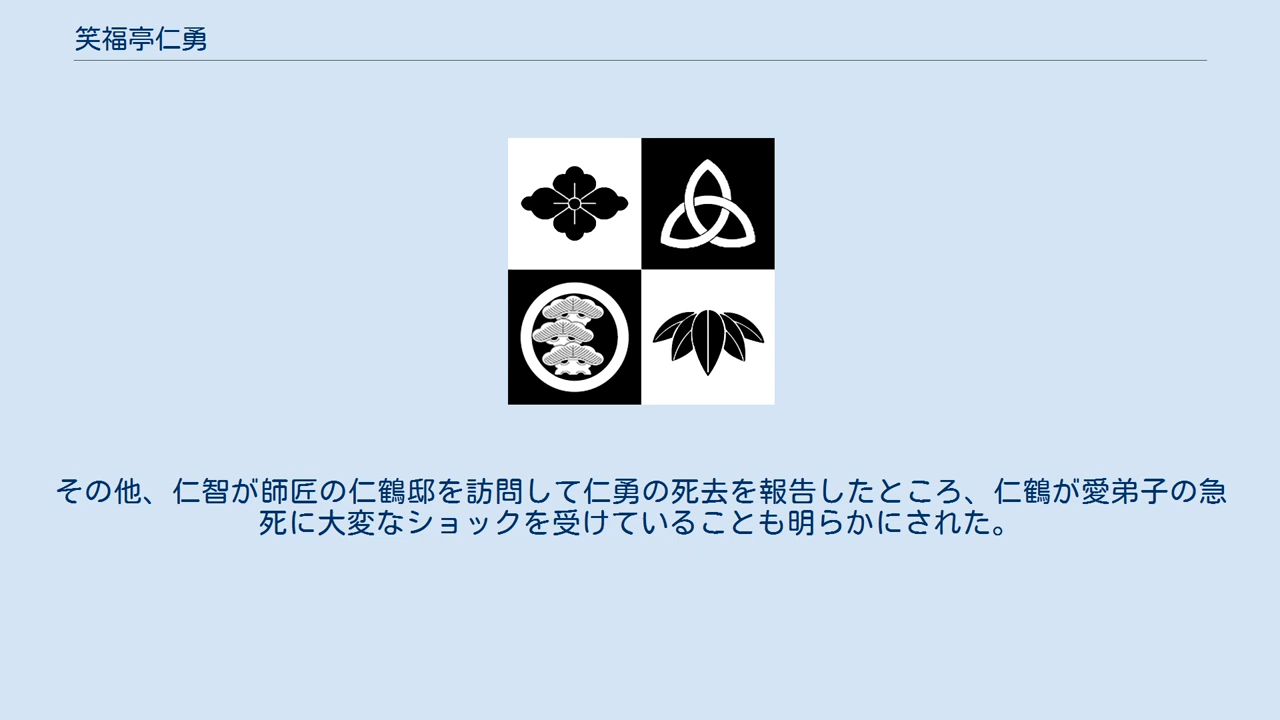 笑福亭仁勇
その他、仁智が師匠の仁鶴邸を訪問して仁勇の死去を報告したところ、仁鶴が愛弟子の急
死に大変なショックを受けていることも明らかにされた。